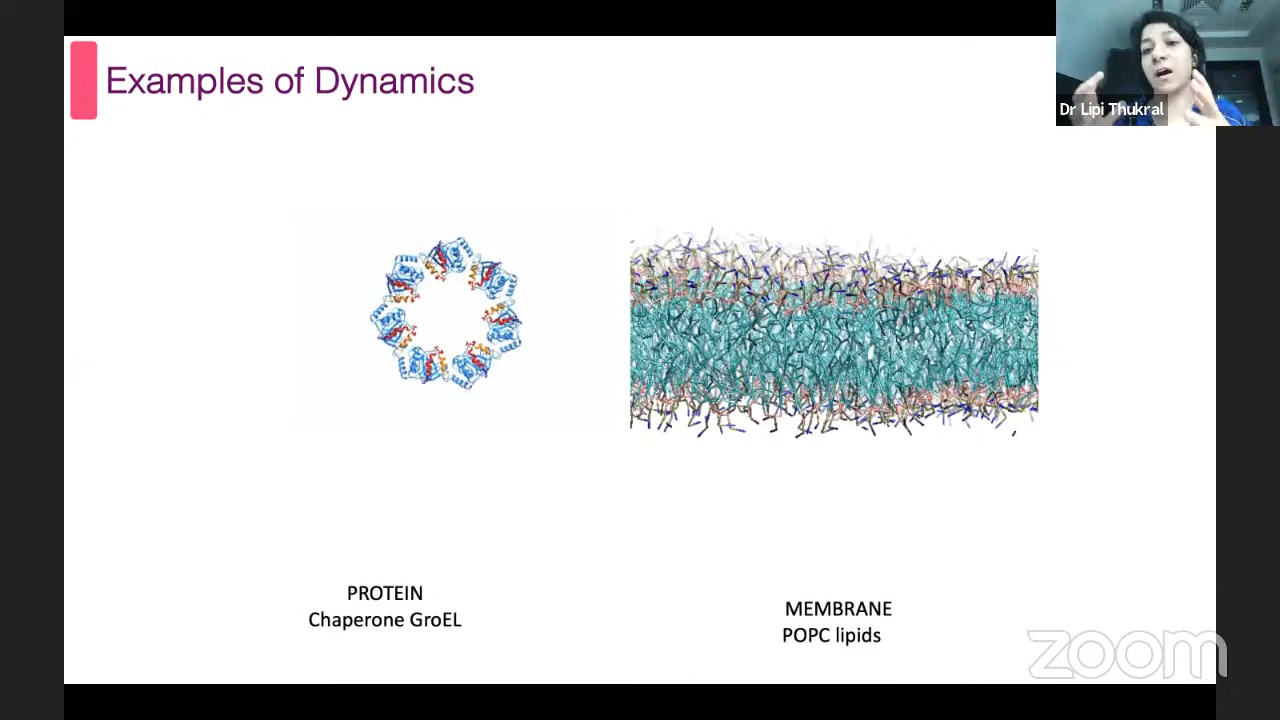 Examples of Dynamics
Dr Lipi Thukral
PROTEIN
Chaperone GroEL
MEMBRANE
POPC lipids
zoom